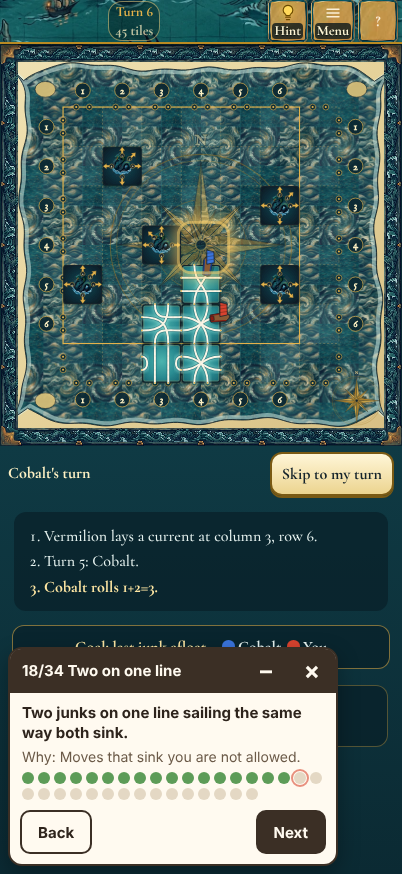 Turn 6
45 tiles
Hint
Menu
?
1 2 3 4 5 6
N
1 1
2 2
3 3
4 4
5 5
6 6
1 2 3 4 5 6
Cobalt's turn
Skip to my turn
1. Vermilion lays a current at column 3, row 6.
2. Turn 5: Cobalt.
3. Cobalt rolls 1+2=3.
last junk afloat Cobalt You
18/34 Two on one line
Two junks on one line sailing the same
way both sink.
Why: Moves that sink you are not allowed.
Back
Next